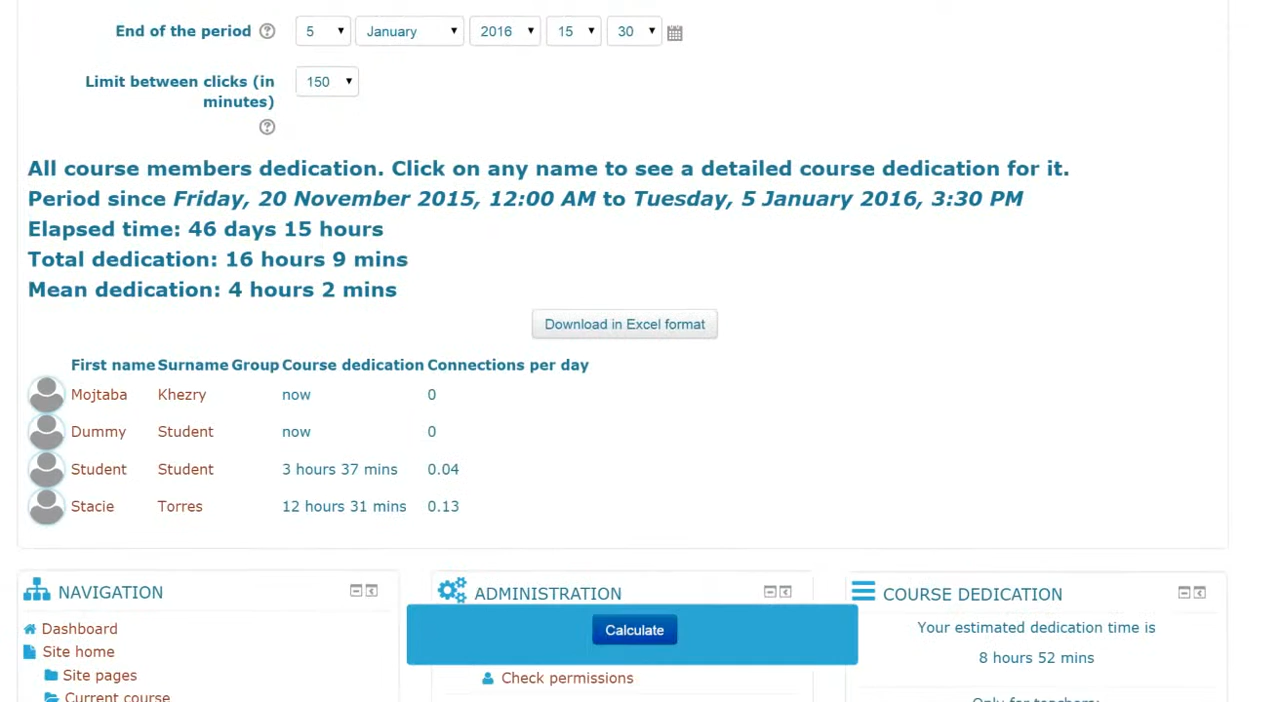 End of the period 5 January 2016 15 30
Limit between clicks (in 150
minutes)
All course members dedication. Click on any name to see a detailed course dedication for it.
Period since Friday, 20 November 2015, 12:00 AM to Tuesday, 5 January 2016, 3:30 PM
Elapsed time: 46 days 15 hours
Total dedication: 16 hours 9 mins
Mean dedication: 4 hours 2 mins
Download in Excel format
First name Surname Group Course dedication Connections per day
Mojtaba Khezry now 0
Dummy Student now 0
Student Student 3 hours 37 mins 0.04
Stacie Torres 12 hours 31 mins 0.13
NAVIGATION
Dashboard
Site home
Site pages
Current course
ADMINISTRATION
Calculate
Check permissions
COURSE DEDICATION
Your estimated dedication time is
8 hours 52 mins
Only for teachers: